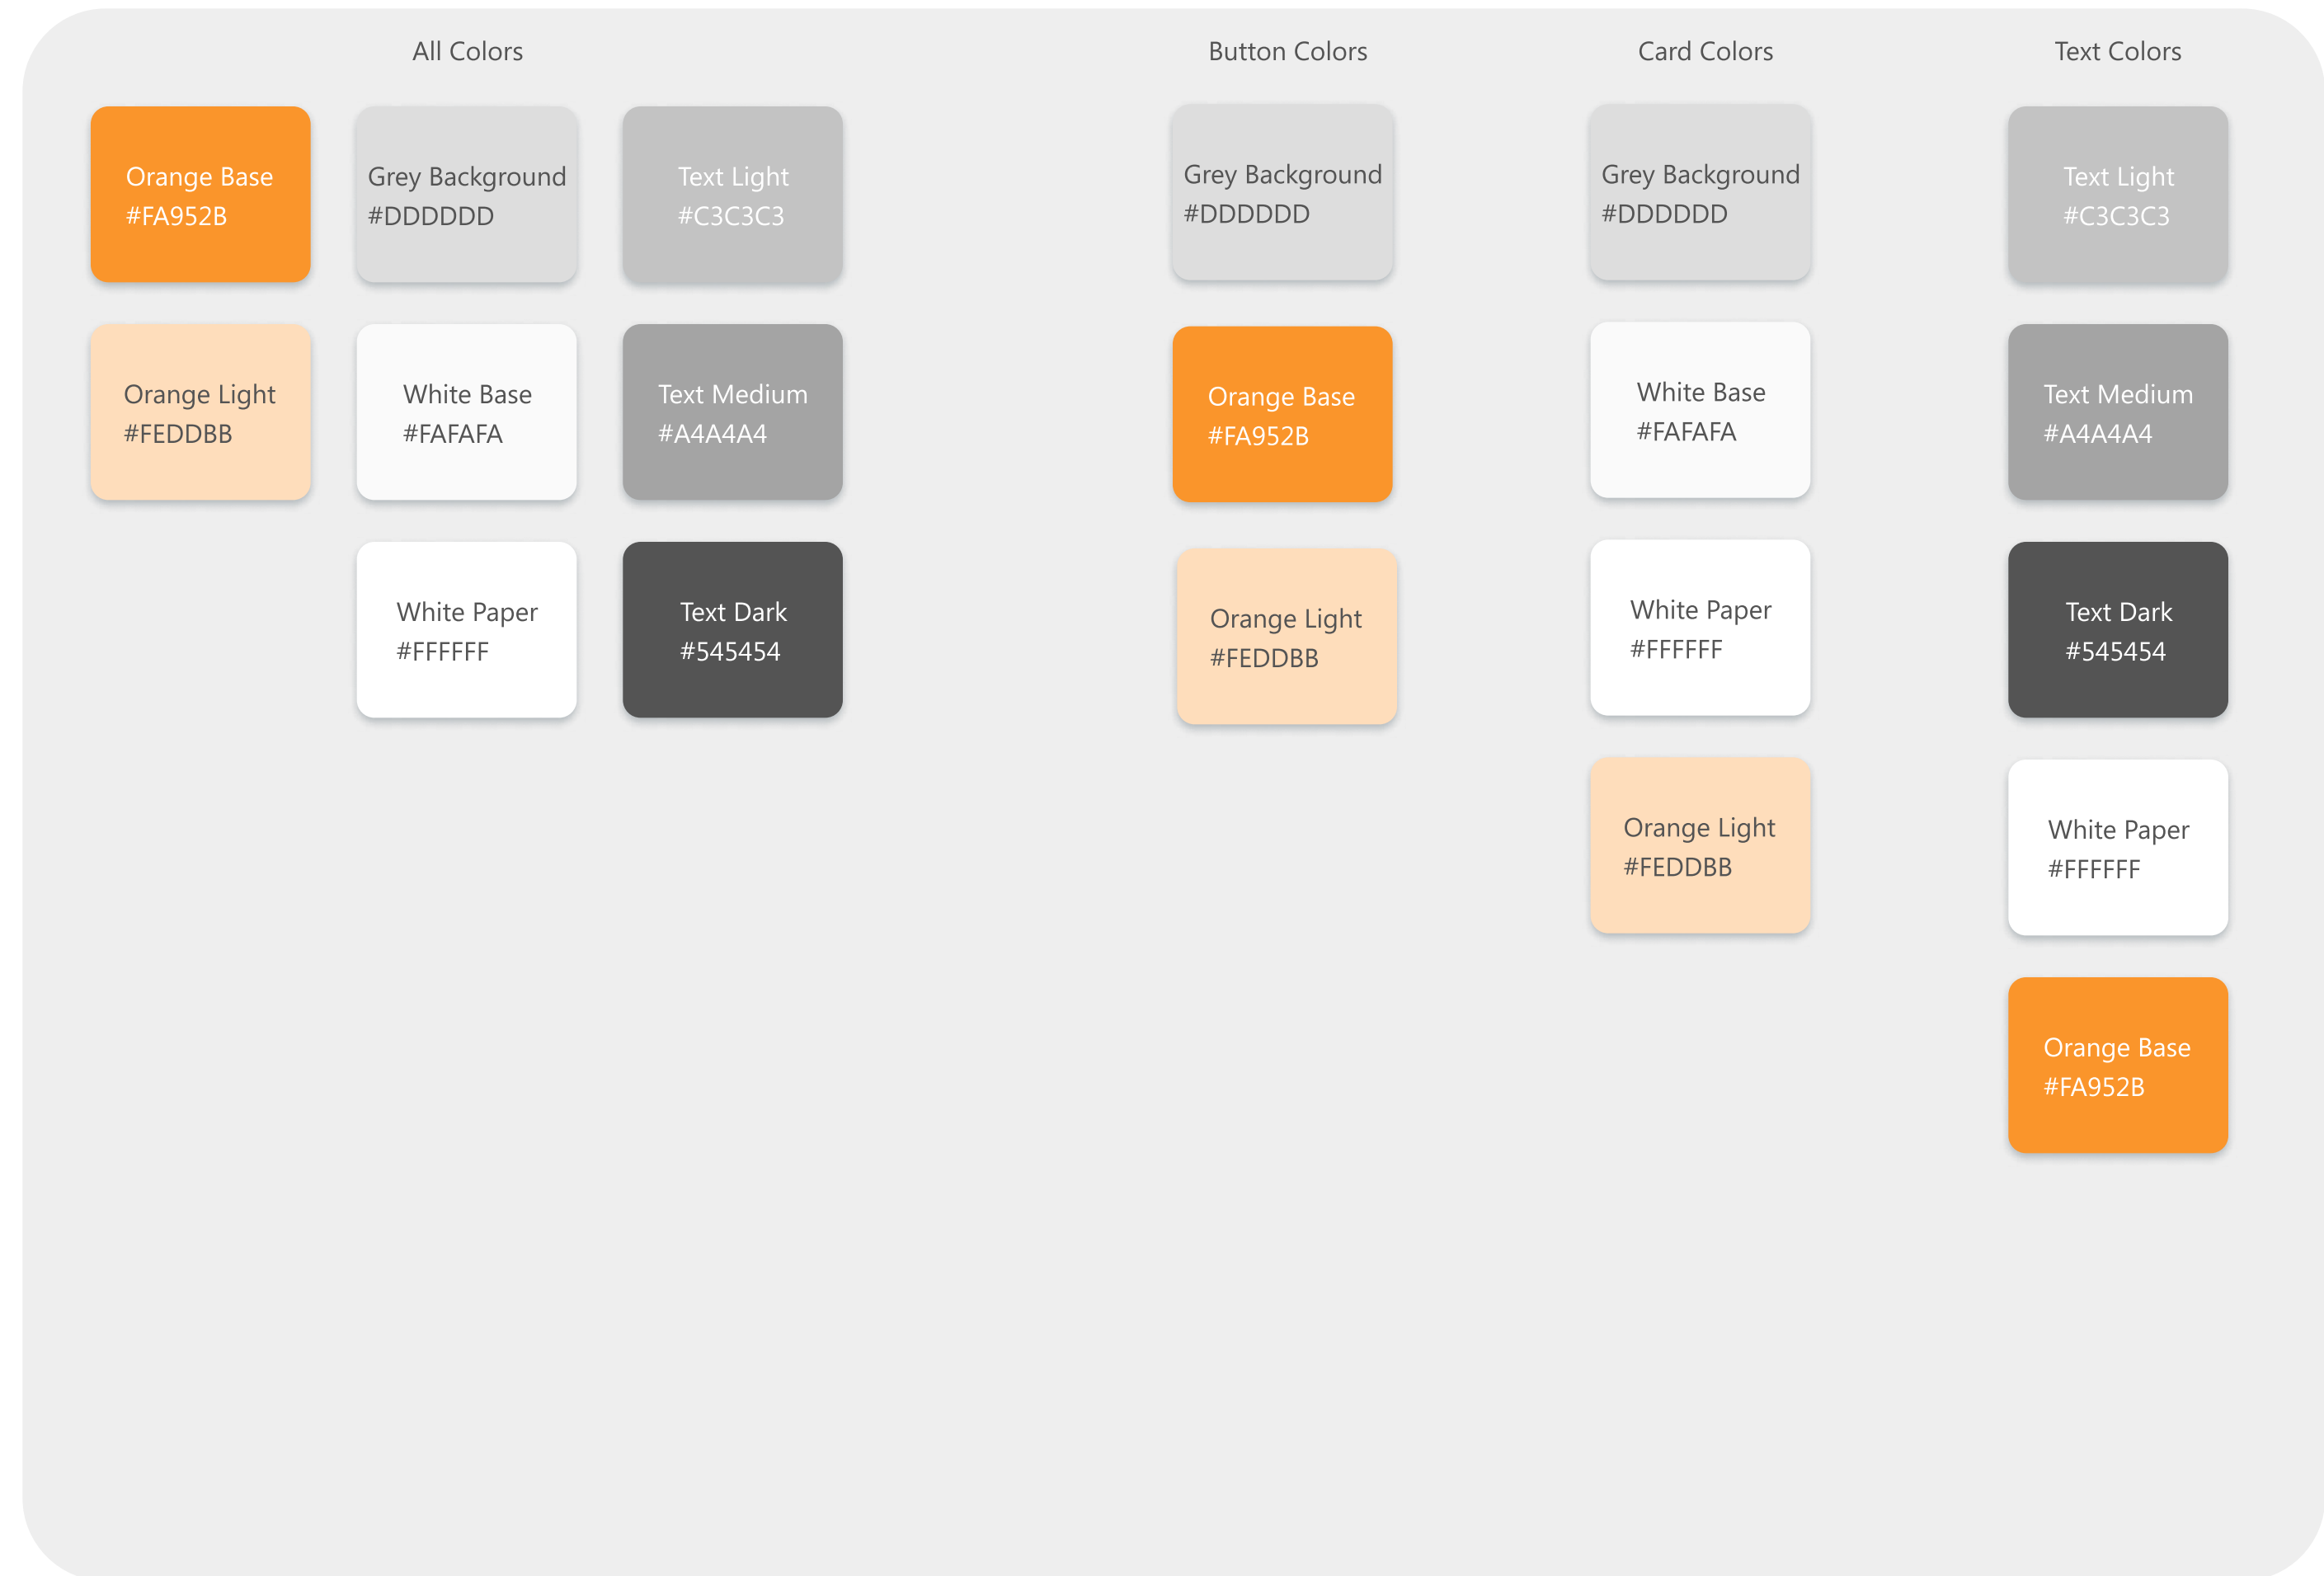 All Colors
Orange Base
#FA952B
Grey Background
#DDDDDD
Text Light
#C3C3C3
Orange Light
#FEDDBB
White Base
#FAFAFA
Text Medium
#A4A4A4
White Paper
#FFFFFF
Text Dark
#545454
Button Colors
Grey Background
#DDDDDD
Orange Base
#FA952B
Orange Light
#FEDDBB
Card Colors
Grey Background
#DDDDDD
White Base
#FAFAFA
White Paper
#FFFFFF
Orange Light
#FEDDBB
Text Colors
Text Light
#C3C3C3
Text Medium
#A4A4A4
Text Dark
#545454
White Paper
#FFFFFF
Orange Base
#FA952B